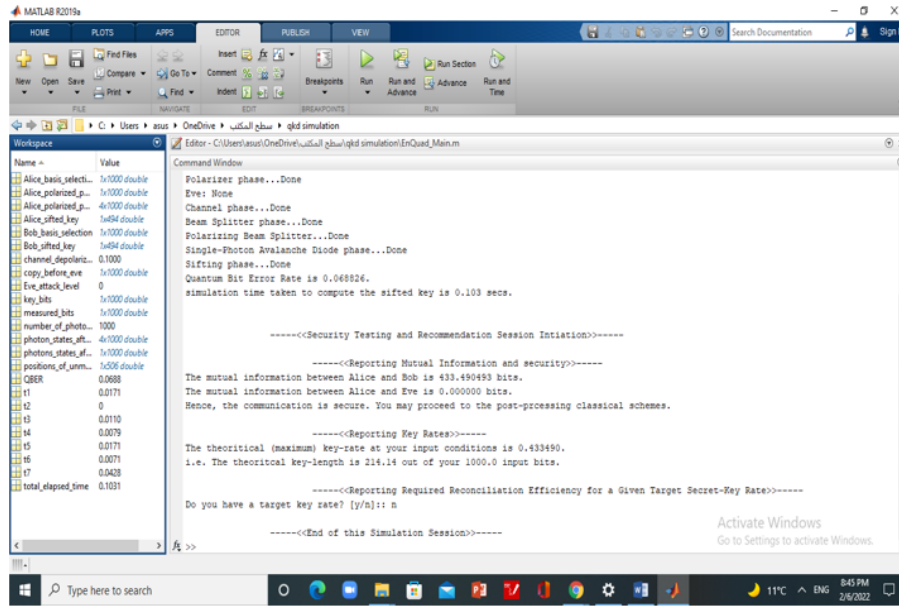 MATLAB R2019a
HOME PLOTS APPS EDITOR PUBLISH VIEW Search Documentation Sign
New Open Save Find Files Compare Print Go To Find Insert fx Comment Indent Breakpoints Run Run and Advance Run Section Advance Run and Time
FILE NAVIGATE EDIT BREAKPOINTS RUN
C: Users asus OneDrive سطح المكتب qkd simulation
Workspace
Name Value
Alice_basis_selecti... 1x1000 double
Alice_polarized_p... 1x1000 double
Alice_polarized_p... 4x1000 double
Alice_sifted_key 1x494 double
Bob_basis_selection 1x1000 double
Bob_sifted_key 1x494 double
channel_depolariz... 0.1000
copy_before_eve 1x1000 double
Eve_attack_level 0
key_bits 1x1000 double
measured_bits 1x1000 double
number_of_photo... 1000
photon_states_aft... 4x1000 double
photons_states_af... 1x1000 double
positions_of_unm... 1x506 double
QBER 0.0688
t1 0.0171
t2 0
t3 0.0110
t4 0.0079
t5 0.0171
t6 0.0071
t7 0.0428
total_elapsed_time 0.1031
Editor - C:\Users\asus\OneDrive\سطح المكتب\qkd simulation\EnQuad_Main.m
Command Window
Polarizer phase...Done
Eve: None
Channel phase...Done
Beam Splitter phase...Done
Polarizing Beam Splitter...Done
Single-Photon Avalanche Diode phase...Done
Sifting phase...Done
Quantum Bit Error Rate is 0.068826.
simulation time taken to compute the sifted key is 0.103 secs.
-----<<Security Testing and Recommendation Session Intiation>>-----
-----<<Reporting Mutual Information and security>>-----
The mutual information between Alice and Bob is 433.490493 bits.
The mutual information between Alice and Eve is 0.000000 bits.
Hence, the communication is secure. You may proceed to the post-prcessing classical schemes.
-----<<Reporting Key Rates>>-----
The theoritical (maximum) key-rate at your input conditions is 0.433490.
i.e. The theoritcal key-length is 214.14 out of your 1000.0 input bits.
-----<<Reporting Required Reconciliation Efficiency for a Given Target Secret-Key Rate>>-----
Do you have a target key rate? [y/n]:: n
-----<<End of this Simulation Session>>-----
fx >>
Activate Windows
Go to Settings to activate Windows.
Type here to search
11°C ENG 8:45 PM
2/6/2022